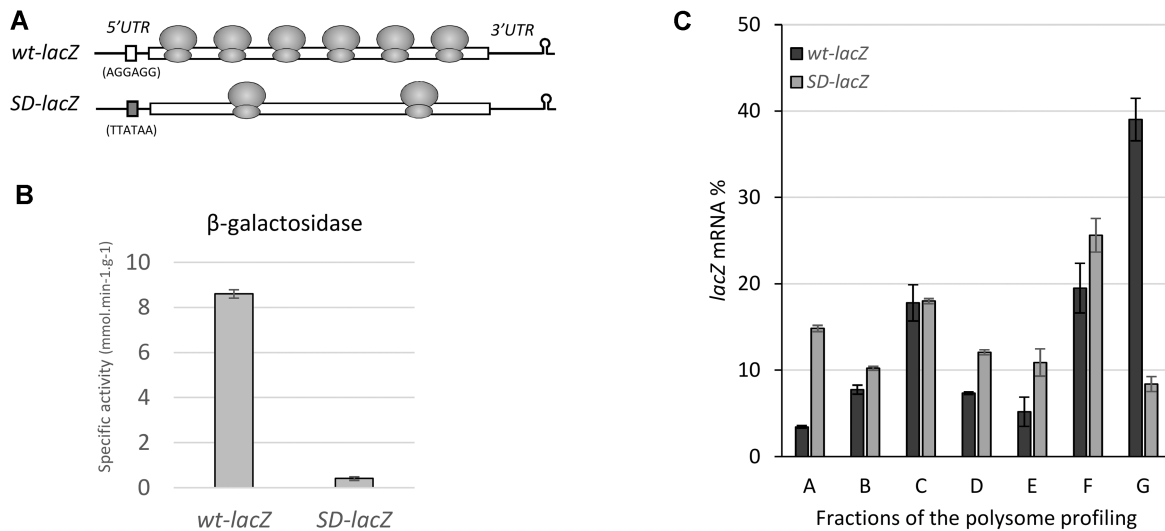 A
5'UTR
3'UTR
wt-lacZ
(AGGAGG)
SD-lacZ
(TTATAA)
B
β-galactosidase
Specific activity (mmol.min-1.g-1)
10
8
6
4
2
0
wt-lacZ
SD-lacZ
C
wt-lacZ
SD-lacZ
lacZ mRNA %
50
40
30
20
10
0
A B C D E F G
Fractions of the polysome profiling